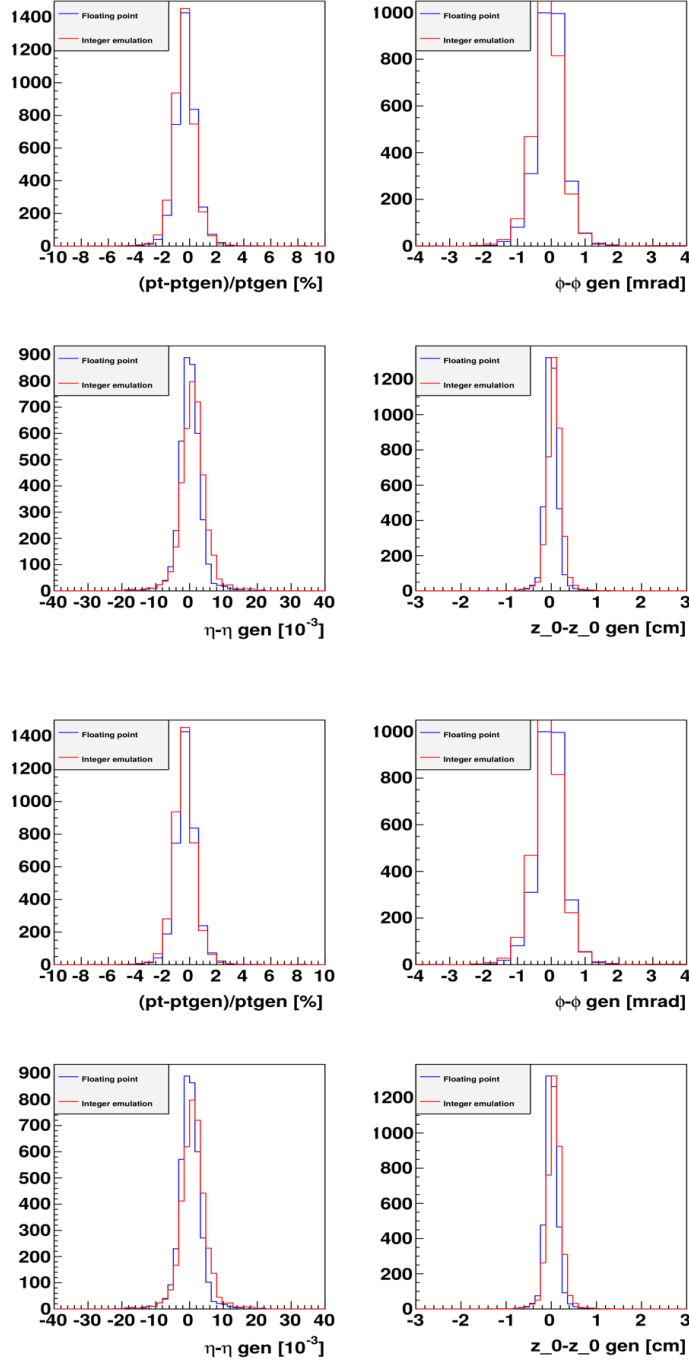 1400
1200
1000
800
600
400
200
0
Floating point
Integer emulation
-10 -8 -6 -4 -2 0 2 4 6 8 10
(pt-ptgen)/ptgen [%]
1000
800
600
400
200
0
Floating point
Integer emulation
-4 -3 -2 -1 0 1 2 3 4
ϕ-ϕ gen [mrad]
900
800
700
600
500
400
300
200
100
0
Floating point
Integer emulation
-40 -30 -20 -10 0 10 20 30 40
η-η gen [10⁻³]
1200
1000
800
600
400
200
0
Floating point
Integer emulation
-3 -2 -1 0 1 2 3
z_0-z_0 gen [cm]
1400
1200
1000
800
600
400
200
0
Floating point
Integer emulation
-10 -8 -6 -4 -2 0 2 4 6 8 10
(pt-ptgen)/ptgen [%]
1000
800
600
400
200
0
Floating point
Integer emulation
-4 -3 -2 -1 0 1 2 3 4
ϕ-ϕ gen [mrad]
900
800
700
600
500
400
300
200
100
0
Floating point
Integer emulation
-40 -30 -20 -10 0 10 20 30 40
η-η gen [10⁻³]
1200
1000
800
600
400
200
0
Floating point
Integer emulation
-3 -2 -1 0 1 2 3
z_0-z_0 gen [cm]